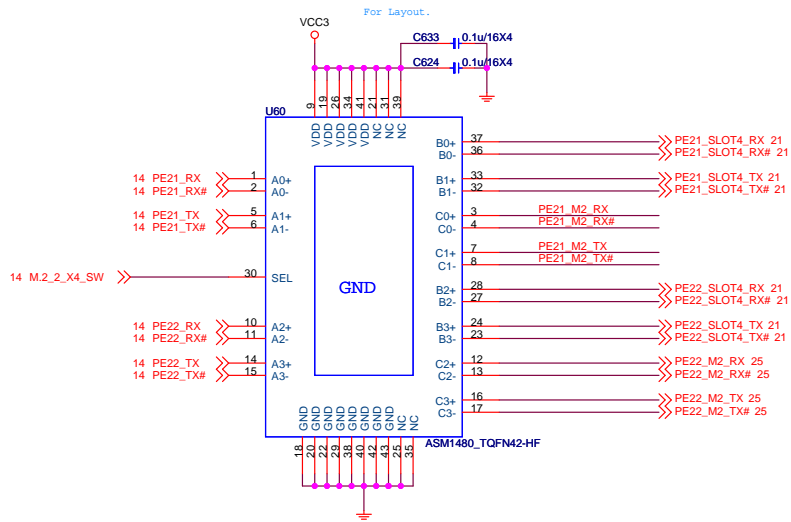 For Layout.
VCC3
C633 0.1u/16X4
C624 0.1u/16X4
U60
9 19 26 34 41 21 31 39
VDD VDD VDD VDD VDD NC NC NC
14 PE21_RX 1 A0+
14 PE21_RX# 2 A0-
14 PE21_TX 5 A1+
14 PE21_TX# 6 A1-
14 M.2_2_X4_SW 30 SEL
14 PE22_RX 10 A2+
14 PE22_RX# 11 A2-
14 PE22_TX 14 A3+
14 PE22_TX# 15 A3-
GND
B0+ 37 PE21_SLOT4_RX 21
B0- 36 PE21_SLOT4_RX# 21
B1+ 33 PE21_SLOT4_TX 21
B1- 32 PE21_SLOT4_TX# 21
C0+ 3 PE21_M2_RX
C0- 4 PE21_M2_RX#
C1+ 7 PE21_M2_TX
C1- 8 PE21_M2_TX#
B2+ 28 PE22_SLOT4_RX 21
B2- 27 PE22_SLOT4_RX# 21
B3+ 24 PE22_SLOT4_TX 21
B3- 23 PE22_SLOT4_TX# 21
C2+ 12 PE22_M2_RX 25
C2- 13 PE22_M2_RX# 25
C3+ 16 PE22_M2_TX 25
C3- 17 PE22_M2_TX# 25
GND GND GND GND GND GND GND GND NC NC
18 20 22 29 38 40 42 43 25 35
ASM1480_TQFN42-HF